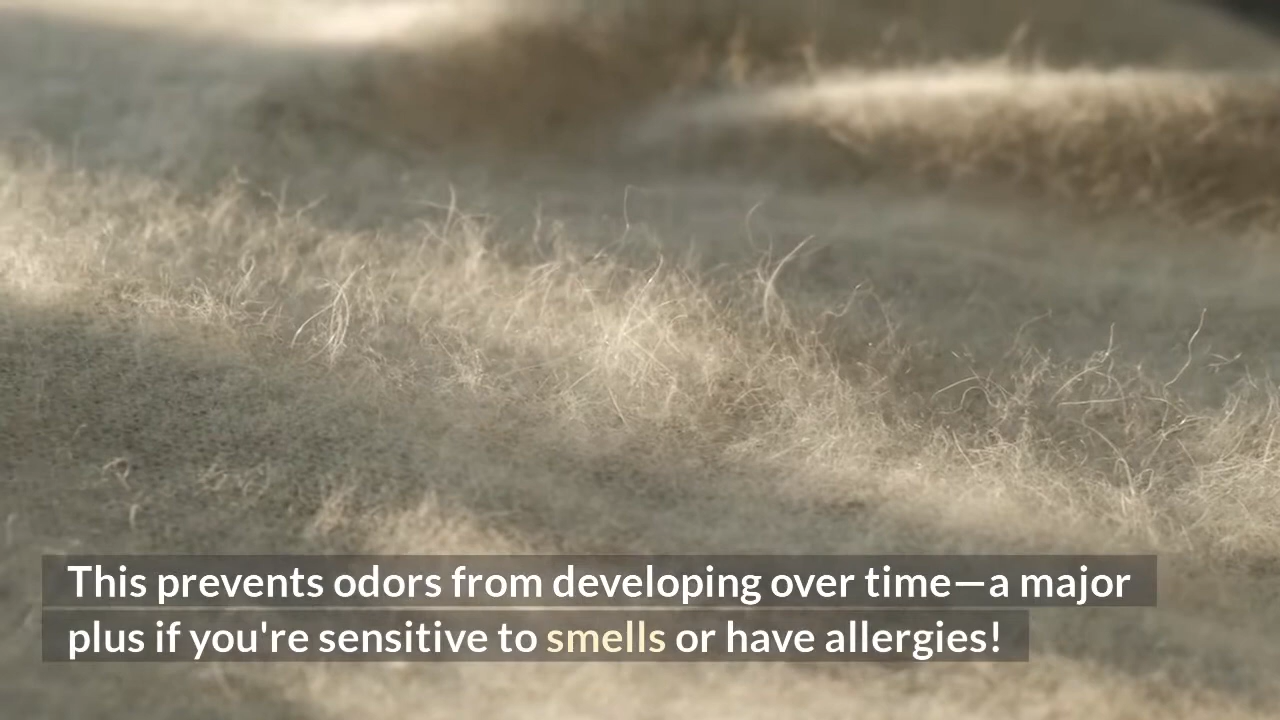 This prevents odors from developing over time—a major
plus if you're sensitive to smells or have allergies!